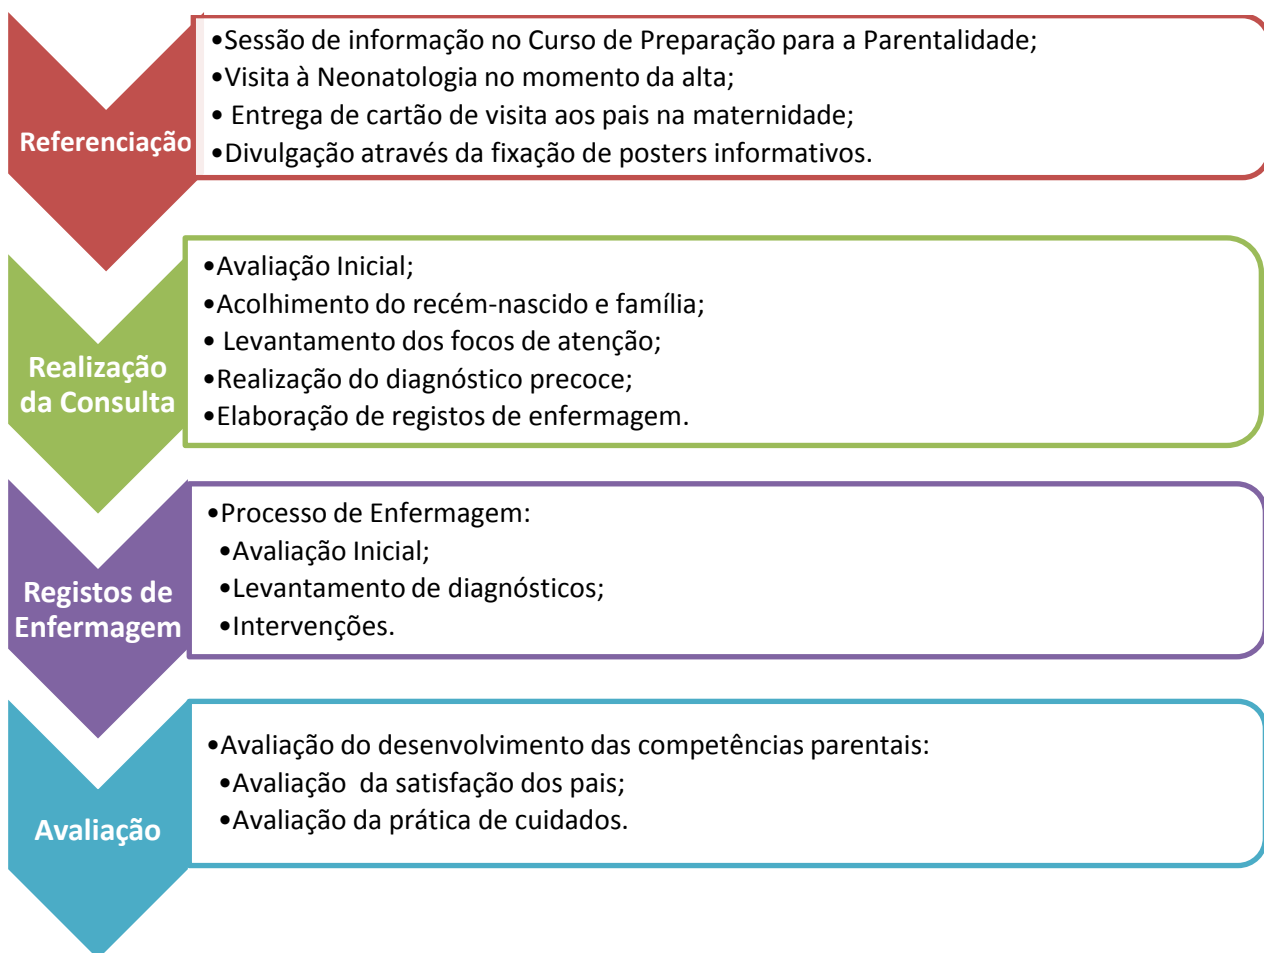 Referenciação
•Sessão de informação no Curso de Preparação para a Parentalidade;
•Visita à Neonatologia no momento da alta;
• Entrega de cartão de visita aos pais na maternidade;
•Divulgação através da fixação de posters informativos.
Realização
da Consulta
•Avaliação Inicial;
•Acolhimento do recém-nascido e família;
• Levantamento dos focos de atenção;
•Realização do diagnóstico precoce;
•Elaboração de registos de enfermagem.
Registos de
Enfermagem
•Processo de Enfermagem:
•Avaliação Inicial;
•Levantamento de diagnósticos;
•Intervenções.
Avaliação
•Avaliação do desenvolvimento das competências parentais:
•Avaliação  da satisfação dos pais;
•Avaliação da prática de cuidados.